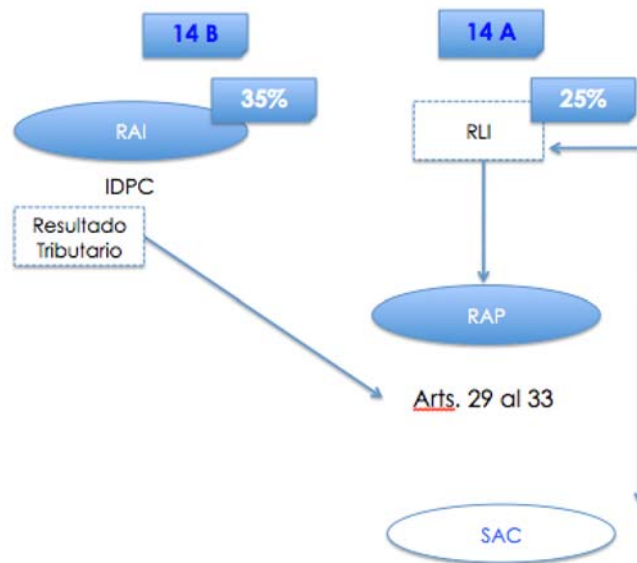 14 B
14 A
35%
25%
RAI
RLI
IDPC
Resultado
Tributario
RAP
Arts. 29 al 33
SAC